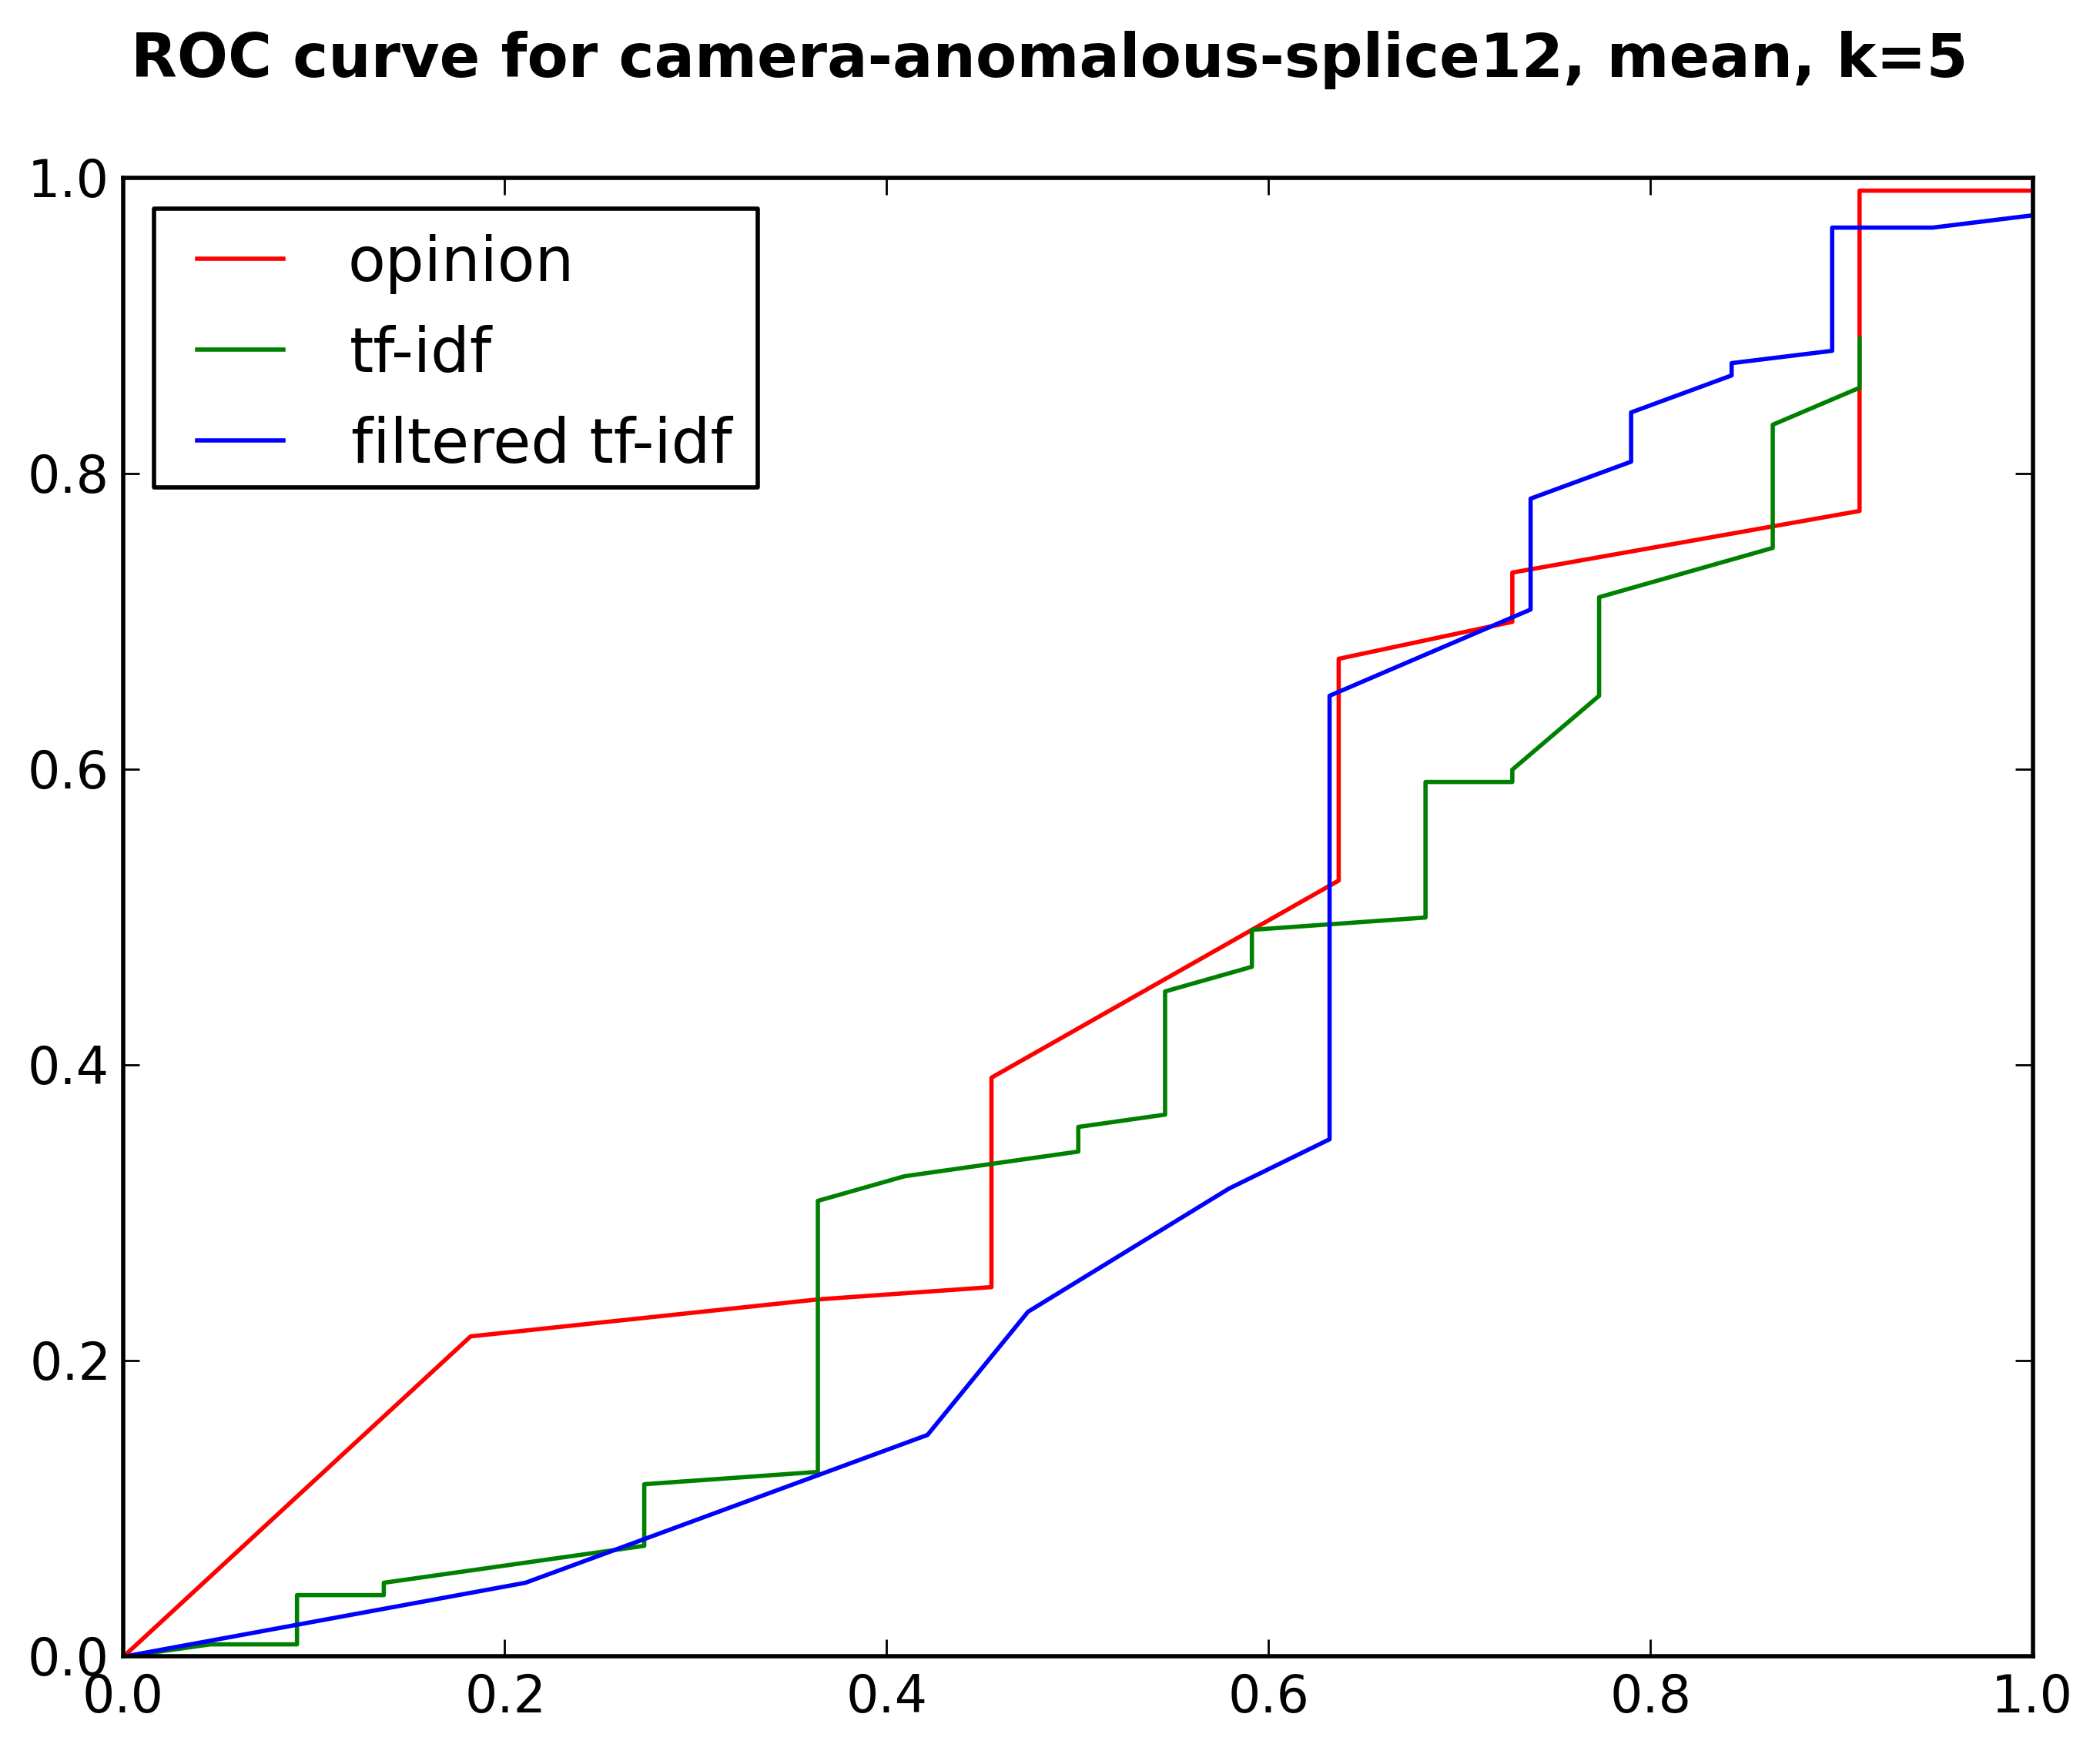 ROC curve for camera-anomalous-splice12, mean, k=5
1.0
opinion
tf-idf
filtered tf-idf
0.8
0.6
0.4
0.2
0.0
0.0 0.2 0.4 0.6 0.8 1.0